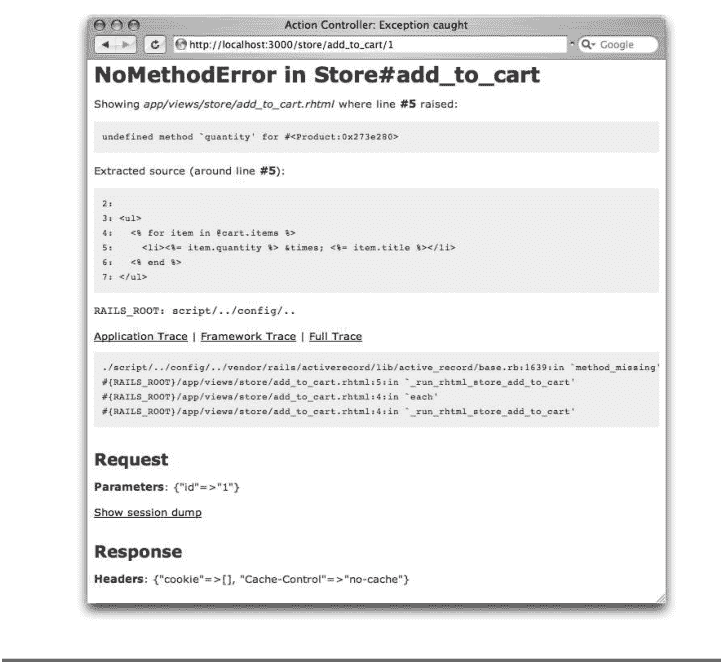 Action Controller: Exception caught
http://localhost:3000/store/add_to_cart/1
Google
NoMethodError in Store#add_to_cart
Showing app/views/store/add_to_cart.rhtml where line #5 raised:
undefined method `quantity' for #<Product:0x273e280>
Extracted source (around line #5):
2:
3: <ul>
4: <% for item in @cart.items %>
5: <li><%= item.quantity %> &times; <%= item.title %></li>
6: <% end %>
7: </ul>
RAILS_ROOT: script/../config/..
Application Trace | Framework Trace | Full Trace
./script/../config/../vendor/rails/activerecord/lib/active_record/base.rb:1639:in `method_missing'
#{RAILS_ROOT}/app/views/store/add_to_cart.rhtml:5:in `_run_rhtml_store_add_to_cart'
#{RAILS_ROOT}/app/views/store/add_to_cart.rhtml:4:in `each'
#{RAILS_ROOT}/app/views/store/add_to_cart.rhtml:4:in `_run_rhtml_store_add_to_cart'
Request
Parameters: {"id"=>"1"}
Show session dump
Response
Headers: {"cookie"=>[], "Cache-Control"=>"no-cache"}